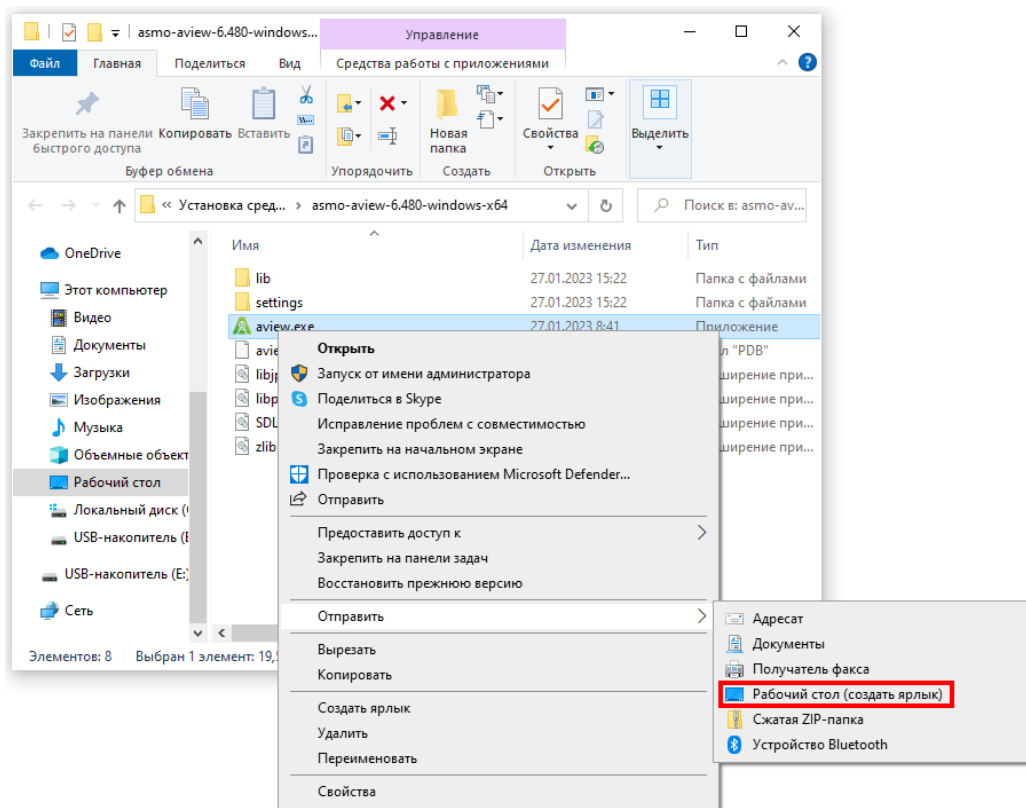 asmo-aview-6.480-windows...
Управление
Файл
Главная
Поделиться
Вид
Средства работы с приложениями
Закрепить на панели
быстрого доступа
Копировать
Вставить
Новая
папка
Свойства
Выделить
Буфер обмена
Упорядочить
Создать
Открыть
« Установка сред... › asmo-aview-6.480-windows-x64
Поиск в: asmo-av...
Имя
Дата изменения
Тип
OneDrive
Этот компьютер
Видео
Документы
Загрузки
Изображения
Музыка
Объемные объект
Рабочий стол
Локальный диск (
USB-накопитель (
USB-накопитель (E:)
Сеть
lib 27.01.2023 15:22 Папка с файлами
settings 27.01.2023 15:22 Папка с файлами
aview.exe 27.01.2023 8:41 Приложение
avie л "PDB"
libj ширение при...
libp ширение при...
SDL ширение при...
zlib ширение при...
Элементов: 8
Выбран 1 элемент: 19,
Открыть
Запуск от имени администратора
Поделиться в Skype
Исправление проблем с совместимостью
Закрепить на начальном экране
Проверка с использованием Microsoft Defender...
Отправить
Предоставить доступ к
Закрепить на панели задач
Восстановить прежнюю версию
Отправить
Вырезать
Копировать
Создать ярлык
Удалить
Переименовать
Свойства
Адресат
Документы
Получатель факса
Рабочий стол (создать ярлык)
Сжатая ZIP-папка
Устройство Bluetooth